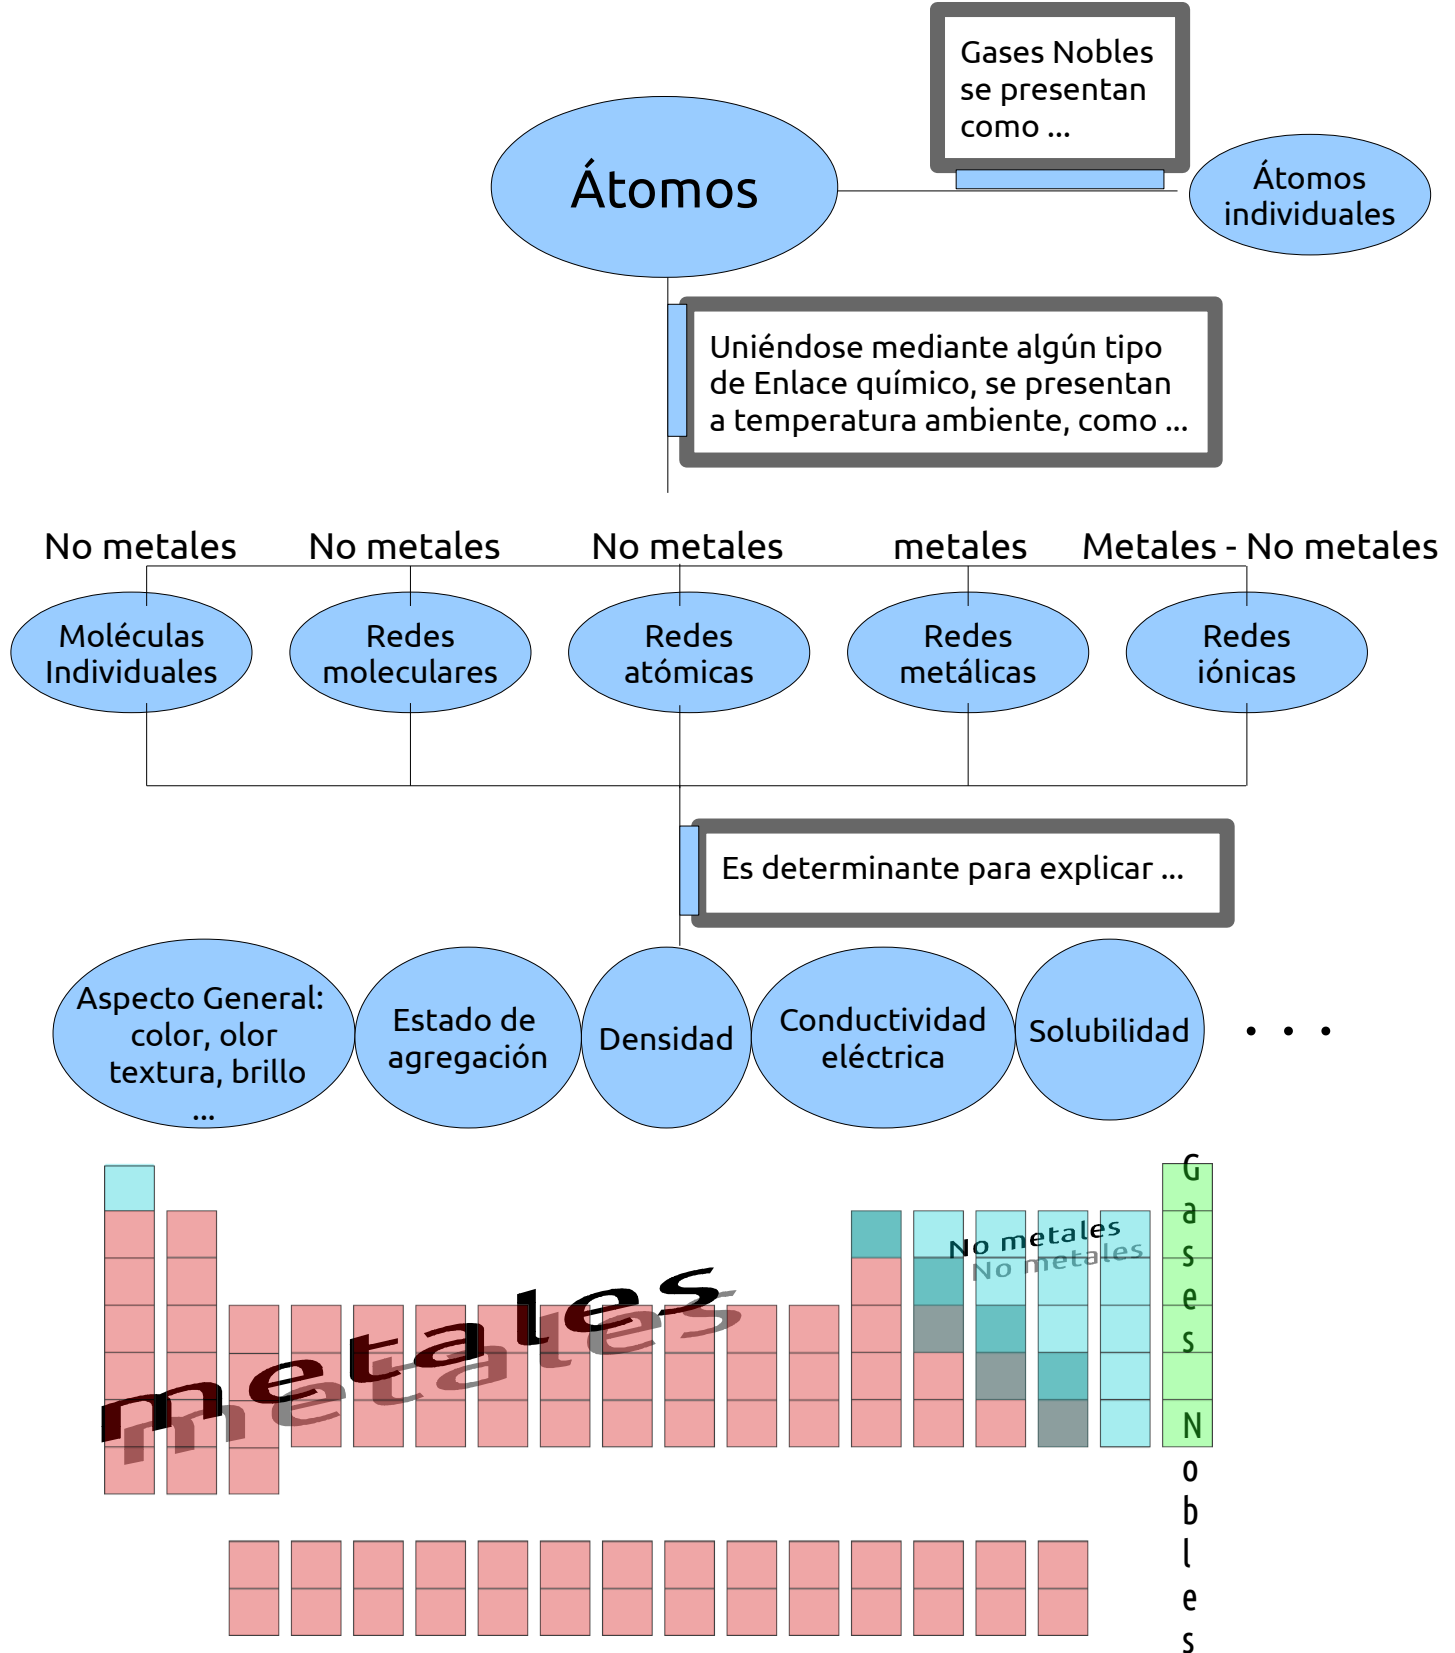 Gases Nobles
se presentan
como ...
Átomos
Átomos
individuales
Uniéndose mediante algún tipo
de Enlace químico, se presentan
a temperatura ambiente, como ...
No metales
No metales
No metales
metales
Metales - No metales
Moléculas
Individuales
Redes
moleculares
Redes
atómicas
Redes
metálicas
Redes
iónicas
Es determinante para explicar ...
Aspecto General:
color, olor
textura, brillo
...
Estado de
agregación
Densidad
Conductividad
eléctrica
Solubilidad
. . .
metales
No metales
Gases Nobles